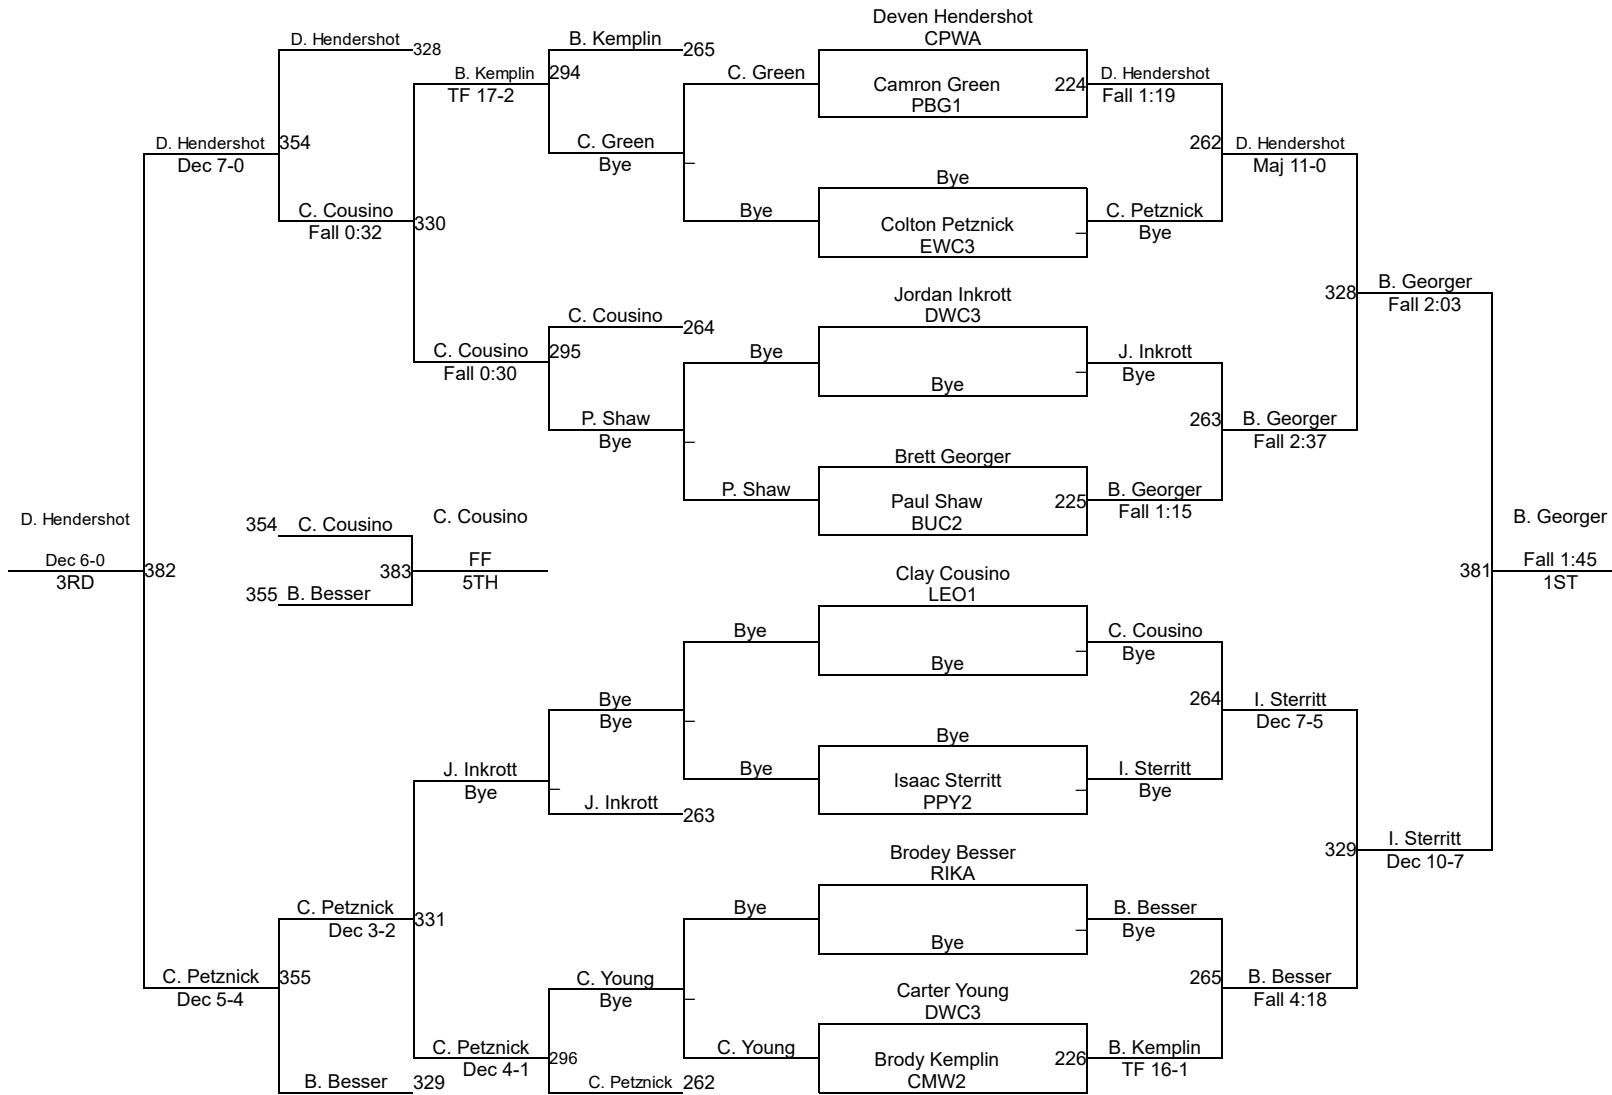 Deven Hendershot
CPWA
D. Hendershot
328
B. Kemplin
265
B. Kemplin
294
TF 17-2
C. Green
Camron Green
PBG1
224
D. Hendershot
Fall 1:19
D. Hendershot
354
Dec 7-0
C. Green
Bye
262
D. Hendershot
Maj 11-0
Bye
C. Cousino
330
Fall 0:32
Bye
Colton Petznick
EWC3
C. Petznick
Bye
Jordan Inkrott
DWC3
328
B. Georger
Fall 2:03
C. Cousino
264
C. Cousino
295
Fall 0:30
Bye
Bye
J. Inkrott
Bye
P. Shaw
Bye
263
B. Georger
Fall 2:37
Brett Georger
P. Shaw
Paul Shaw
BUC2
225
B. Georger
Fall 1:15
D. Hendershot
354
C. Cousino
C. Cousino
B. Georger
Dec 6-0
3RD
382
383
FF
5TH
381
Fall 1:45
1ST
355
B. Besser
Clay Cousino
LEO1
Bye
Bye
C. Cousino
Bye
Bye
Bye
264
I. Sterritt
Dec 7-5
Bye
J. Inkrott
Bye
Bye
Isaac Sterritt
PPY2
I. Sterritt
Bye
J. Inkrott
263
Brodey Besser
RIKA
329
I. Sterritt
Dec 10-7
C. Petznick
331
Dec 3-2
Bye
Bye
B. Besser
Bye
C. Petznick
355
Dec 5-4
C. Young
Bye
Carter Young
DWC3
265
B. Besser
Fall 4:18
C. Petznick
296
Dec 4-1
C. Young
Brody Kemplin
CMW2
226
B. Kemplin
TF 16-1
B. Besser
329
C. Petznick
262